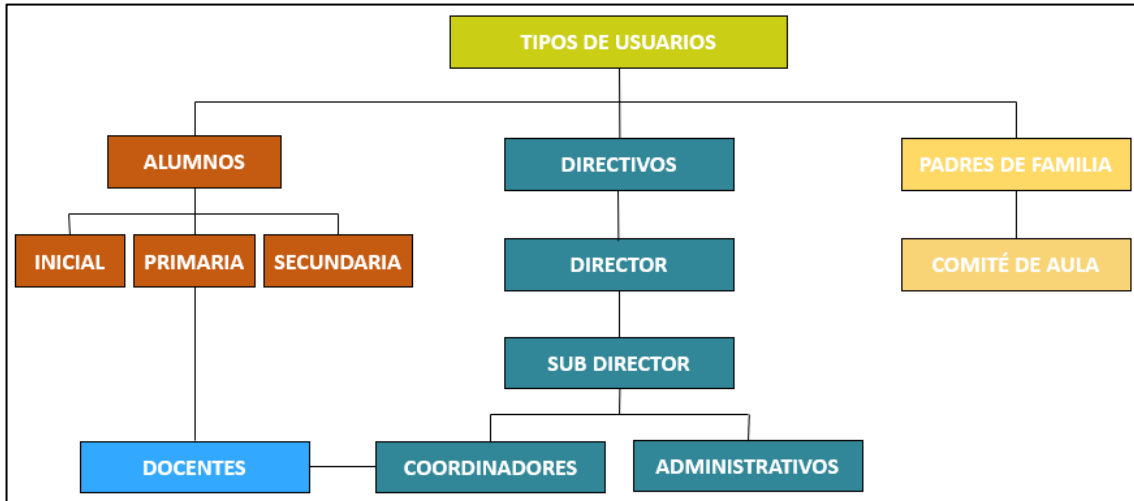 TIPOS DE USUARIOS
ALUMNOS
DIRECTIVOS
PADRES DE FAMILIA
INICIAL
PRIMARIA
SECUNDARIA
DIRECTOR
COMITÉ DE AULA
SUB DIRECTOR
DOCENTES
COORDINADORES
ADMINISTRATIVOS